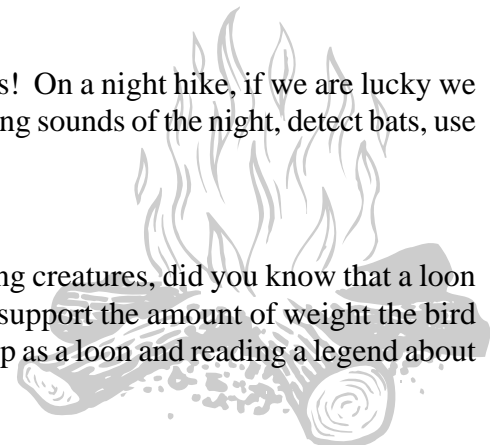 s! On a night hike, if we are lucky we
ng sounds of the night, detect bats, use
ng creatures, did you know that a loon
support the amount of weight the bird
p as a loon and reading a legend about